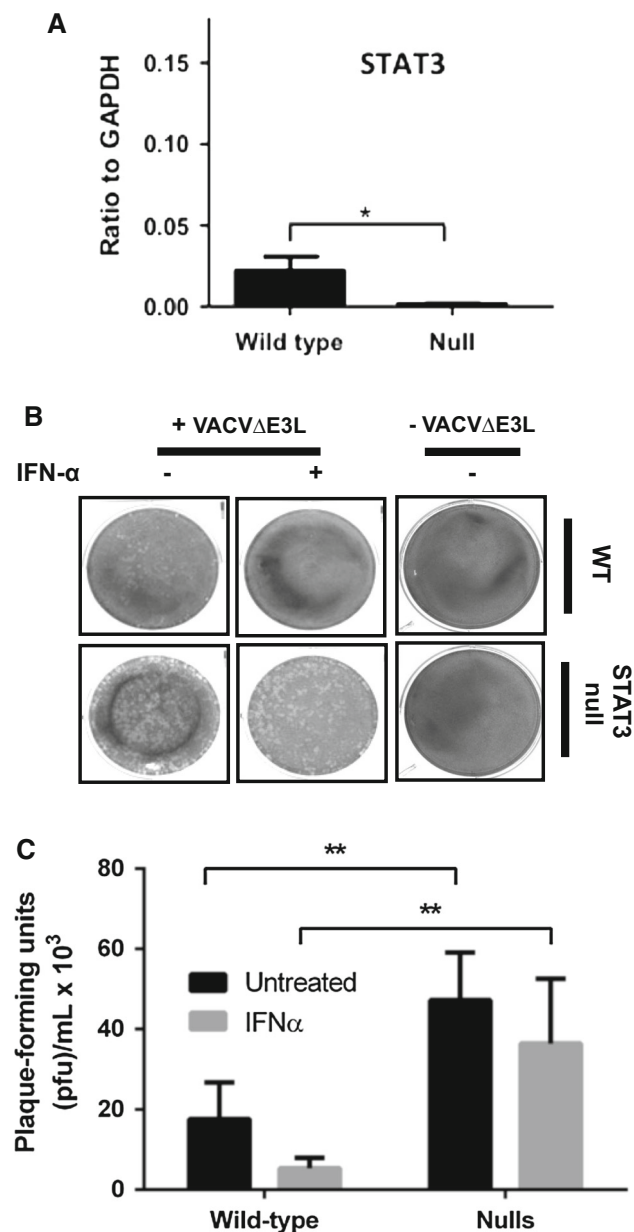 A
STAT3
Ratio to GAPDH
0.15
0.10
0.05
0.00
*
Wild type Null
B
+ VACVΔE3L - VACVΔE3L
IFN-α - + -
WT
STAT3 null
C
Plaque-forming units (pfu)/mL x 10³
80
60
40
20
0
**
**
Untreated
IFNα
Wild-type Nulls